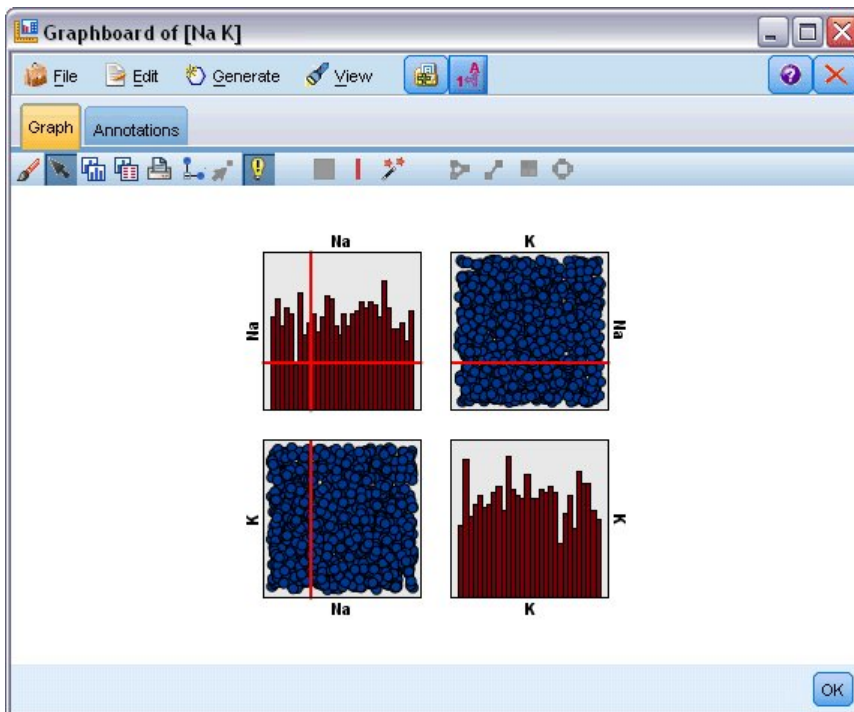 Graphboard of [Na K]
File Edit Generate View
Graph Annotations
Na K
Na Na
K K
Na K
OK